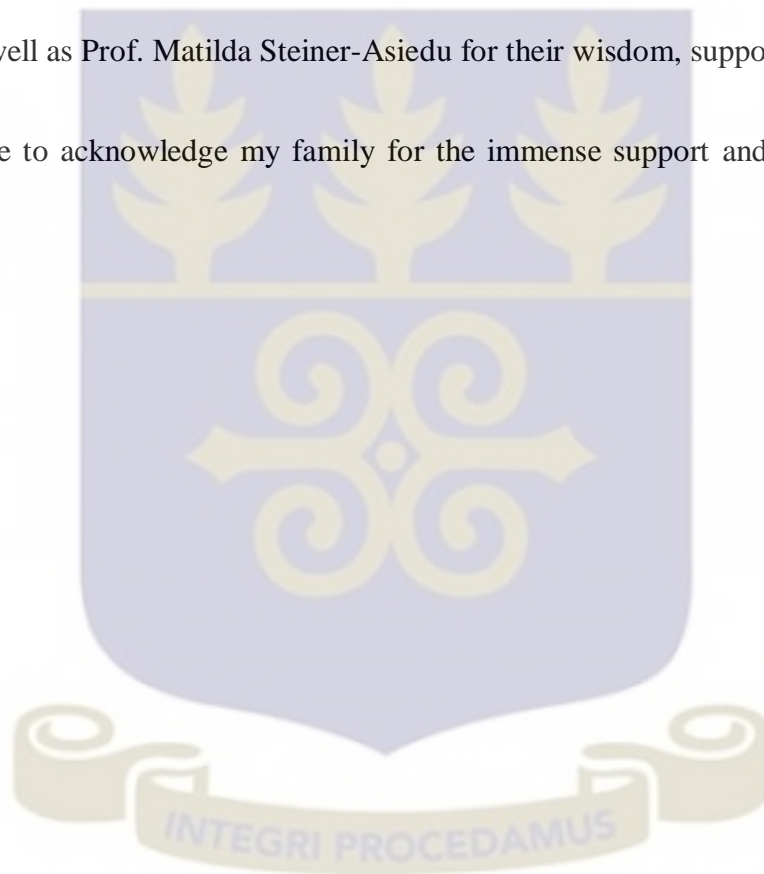 well as Prof. Matilda Steiner-Asiedu for their wisdom, suppo
e to acknowledge my family for the immense support and
INTEGRI PROCEDAMUS